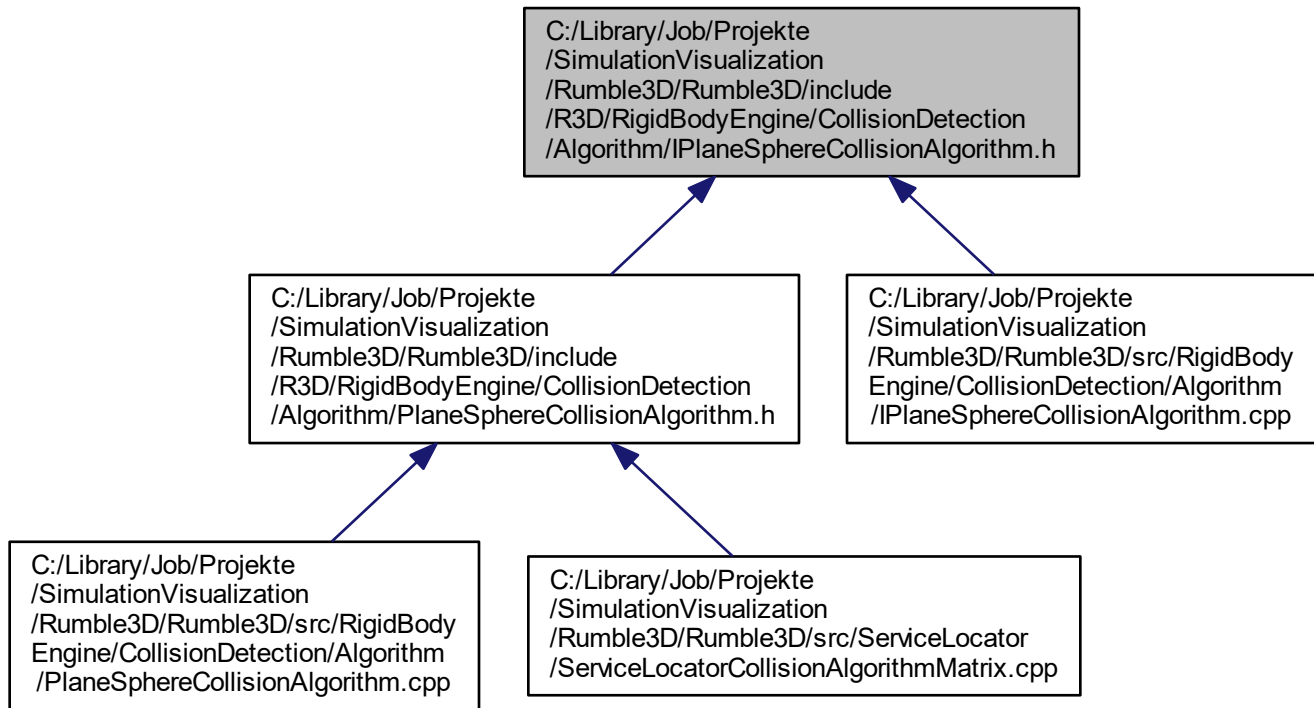 C:/Library/Job/Projekte
/SimulationVisualization
/Rumble3D/Rumble3D/include
/R3D/RigidBodyEngine/CollisionDetection
/Algorithm/IPlaneSphereCollisionAlgorithm.h
C:/Library/Job/Projekte
/SimulationVisualization
/Rumble3D/Rumble3D/include
/R3D/RigidBodyEngine/CollisionDetection
/Algorithm/PlaneSphereCollisionAlgorithm.h
C:/Library/Job/Projekte
/SimulationVisualization
/Rumble3D/Rumble3D/src/RigidBody
Engine/CollisionDetection/Algorithm
/IPlaneSphereCollisionAlgorithm.cpp
C:/Library/Job/Projekte
/SimulationVisualization
/Rumble3D/Rumble3D/src/RigidBody
Engine/CollisionDetection/Algorithm
/PlaneSphereCollisionAlgorithm.cpp
C:/Library/Job/Projekte
/SimulationVisualization
/Rumble3D/Rumble3D/src/ServiceLocator
/ServiceLocatorCollisionAlgorithmMatrix.cpp